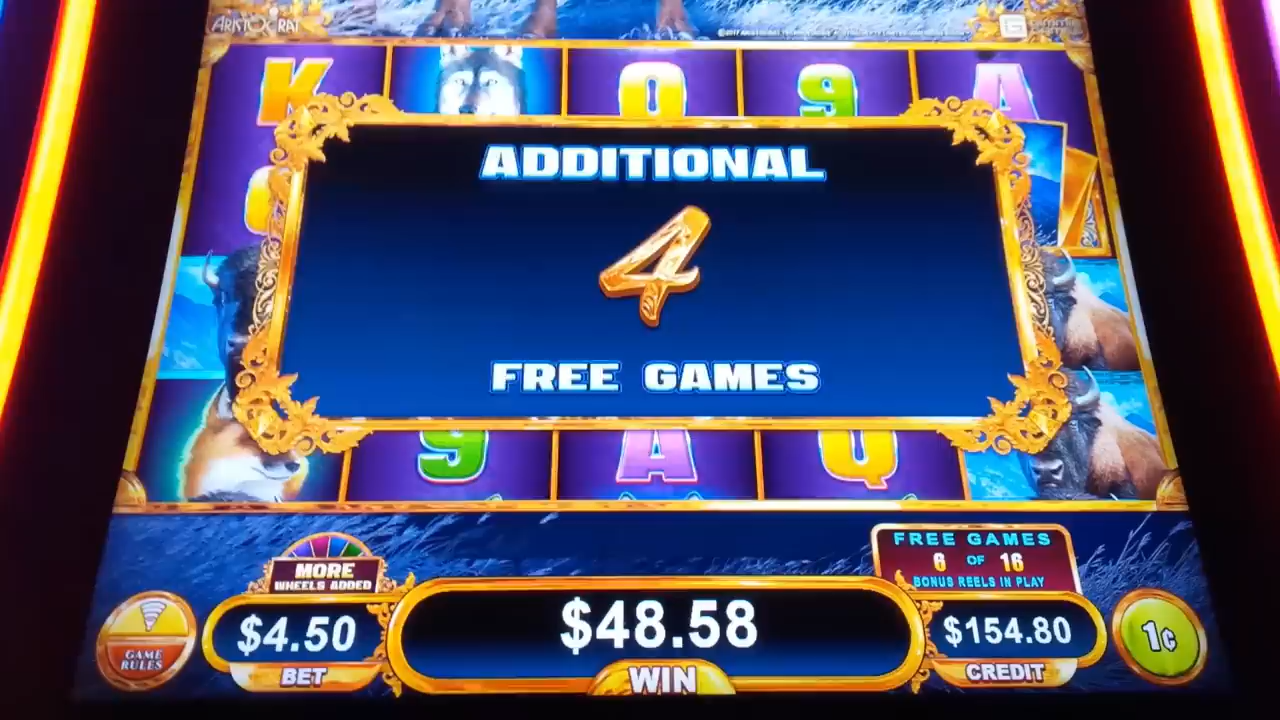 ARISTOCRAT
K
Q
9
A
ADDITIONAL
4
FREE GAMES
9
A
Q
MORE
WHEELS ADDED
FREE GAMES
6 OF 16
BONUS REELS IN PLAY
GAME
RULES
$4.50
BET
$48.58
WIN
$154.80
CREDIT
1¢